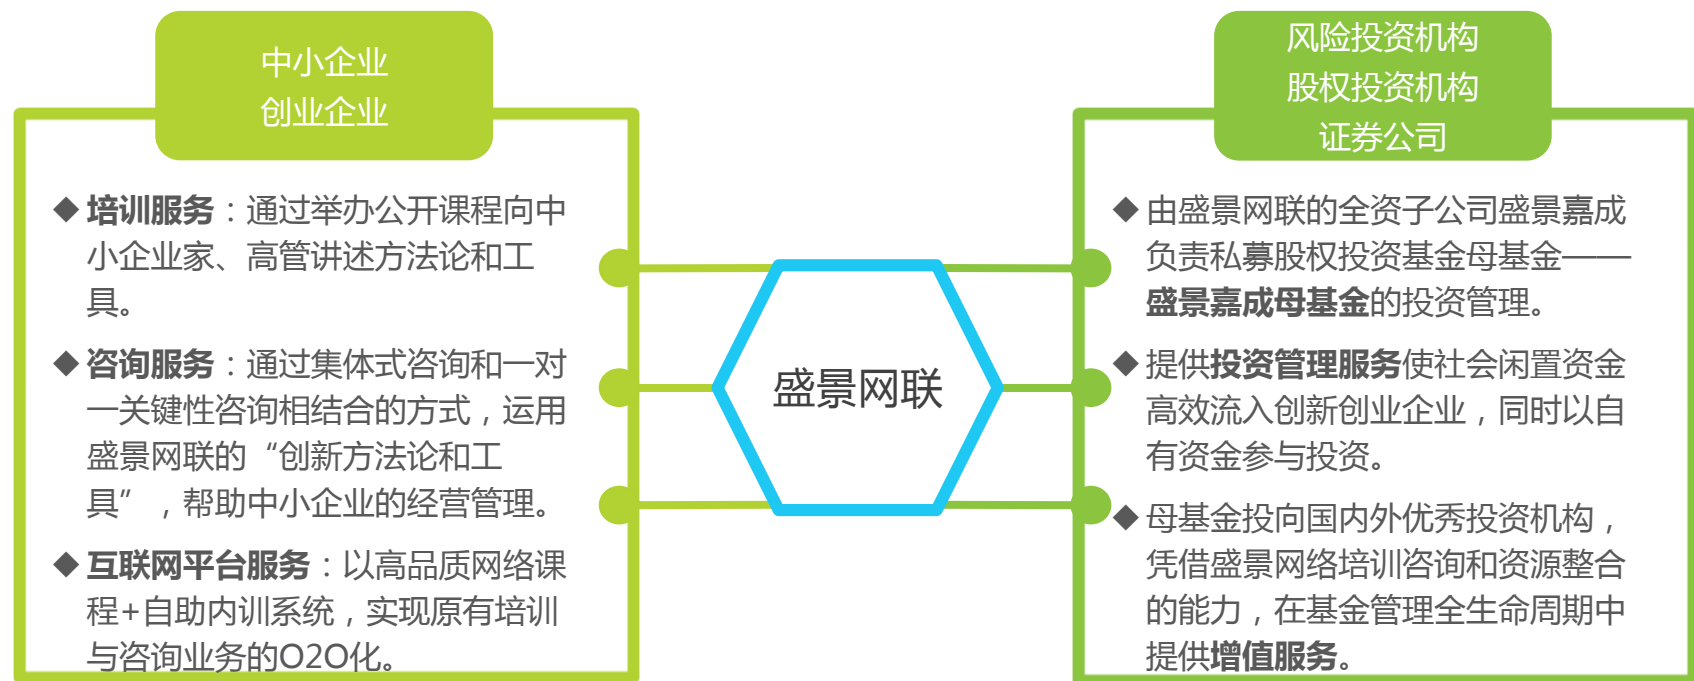 中小企业
创业企业
◆培训服务：通过举办公开课程向中
小企业家、高管讲述方法论和工
具。
◆咨询服务：通过集体式咨询和一对
一关键性咨询相结合的方式，运用
盛景网联的“创新方法论和工
具”，帮助中小企业的经营管理。
◆互联网平台服务：以高品质网络课
程+自助内训系统，实现原有培训
与咨询业务的O2O化。
盛景网联
风险投资机构
股权投资机构
证券公司
◆由盛景网联的全资子公司盛景嘉成
负责私募股权投资基金母基金——
盛景嘉成母基金的投资管理。
◆提供投资管理服务使社会闲置资金
高效流入创新创业企业，同时以自
有资金参与投资。
◆母基金投向国内外优秀投资机构，
凭借盛景网络培训咨询和资源整合
的能力，在基金管理全生命周期中
提供增值服务。